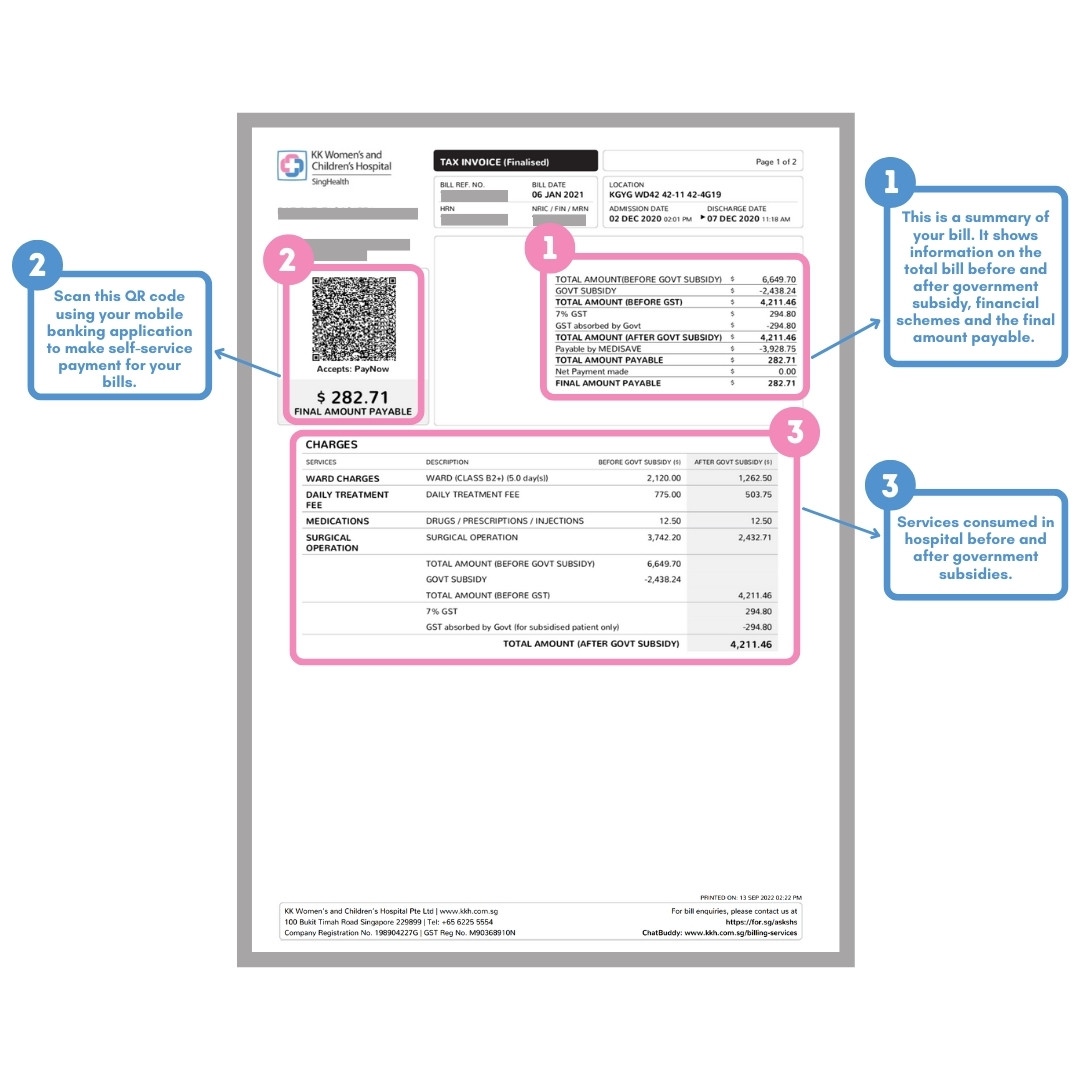 KK Women's and
Children's Hospital
SingHealth
TAX INVOICE (Finalised)
Page 1 of 2
BILL REF. NO.
BILL DATE
06 JAN 2021
HRN
NRIC / FIN / MRN
LOCATION
KGYGWD42 42-11 42-4G19
ADMISSION DATE
DISCHARGE DATE
02 DEC 2020 02:01 PM
07 DEC 2020 11:18 AM
1
This is a summary of
your bill. It shows
information on the
total bill before and
after government
subsidy, financial
schemes and the final
amount payable.
2
Scan this QR code
using your mobile
banking application
to make self-service
payment for your
bills.
2
Accepts: PayNow
$ 282.71
FINAL AMOUNT PAYABLE
1
TOTAL AMOUNT(BEFORE GOVT SUBSIDY) $ 6,649.70
GOVT SUBSIDY $ -2,438.24
TOTAL AMOUNT (BEFORE GST) $ 4,211.46
7% GST $ 294.80
GST absorbed by Govt $ -294.80
TOTAL AMOUNT (AFTER GOVT SUBSIDY) $ 4,211.46
Payable by MEDISAVE $ -3,928.75
TOTAL AMOUNT PAYABLE $ 282.71
Net Payment made $ 0.00
FINAL AMOUNT PAYABLE $ 282.71
3
CHARGES
SERVICES DESCRIPTION BEFORE GOVT SUBSIDY ($) AFTER GOVT SUBSIDY ($)
WARD CHARGES WARD (CLASS B2+) (5.0 day(s)) 2,120.00 1,262.50
DAILY TREATMENT DAILY TREATMENT FEE 775.00 503.75
FEE
MEDICATIONS DRUGS / PRESCRIPTIONS / INJECTIONS 12.50 12.50
SURGICAL SURGICAL OPERATION 3,742.20 2,432.71
OPERATION
TOTAL AMOUNT (BEFORE GOVT SUBSIDY) 6,649.70
GOVT SUBSIDY -2,438.24
TOTAL AMOUNT (BEFORE GST) 4,211.46
7% GST 294.80
GST absorbed by Govt (for subsidised patient only) -294.80
TOTAL AMOUNT (AFTER GOVT SUBSIDY) 4,211.46
3
Services consumed in
hospital before and
after government
subsidies.
PRINTED ON: 13 SEP 2022 02:22 PM
KK Women's and Children's Hospital Pte Ltd | www.kkh.com.sg
100 Bukit Timah Road Singapore 229899 | Tel: +65 6225 5554
Company Registration No. 198904227G | GST Reg No. M90368910N
For bill enquiries, please contact us at
https://for.sg/askshs
ChatBuddy: www.kkh.com.sg/billing-services